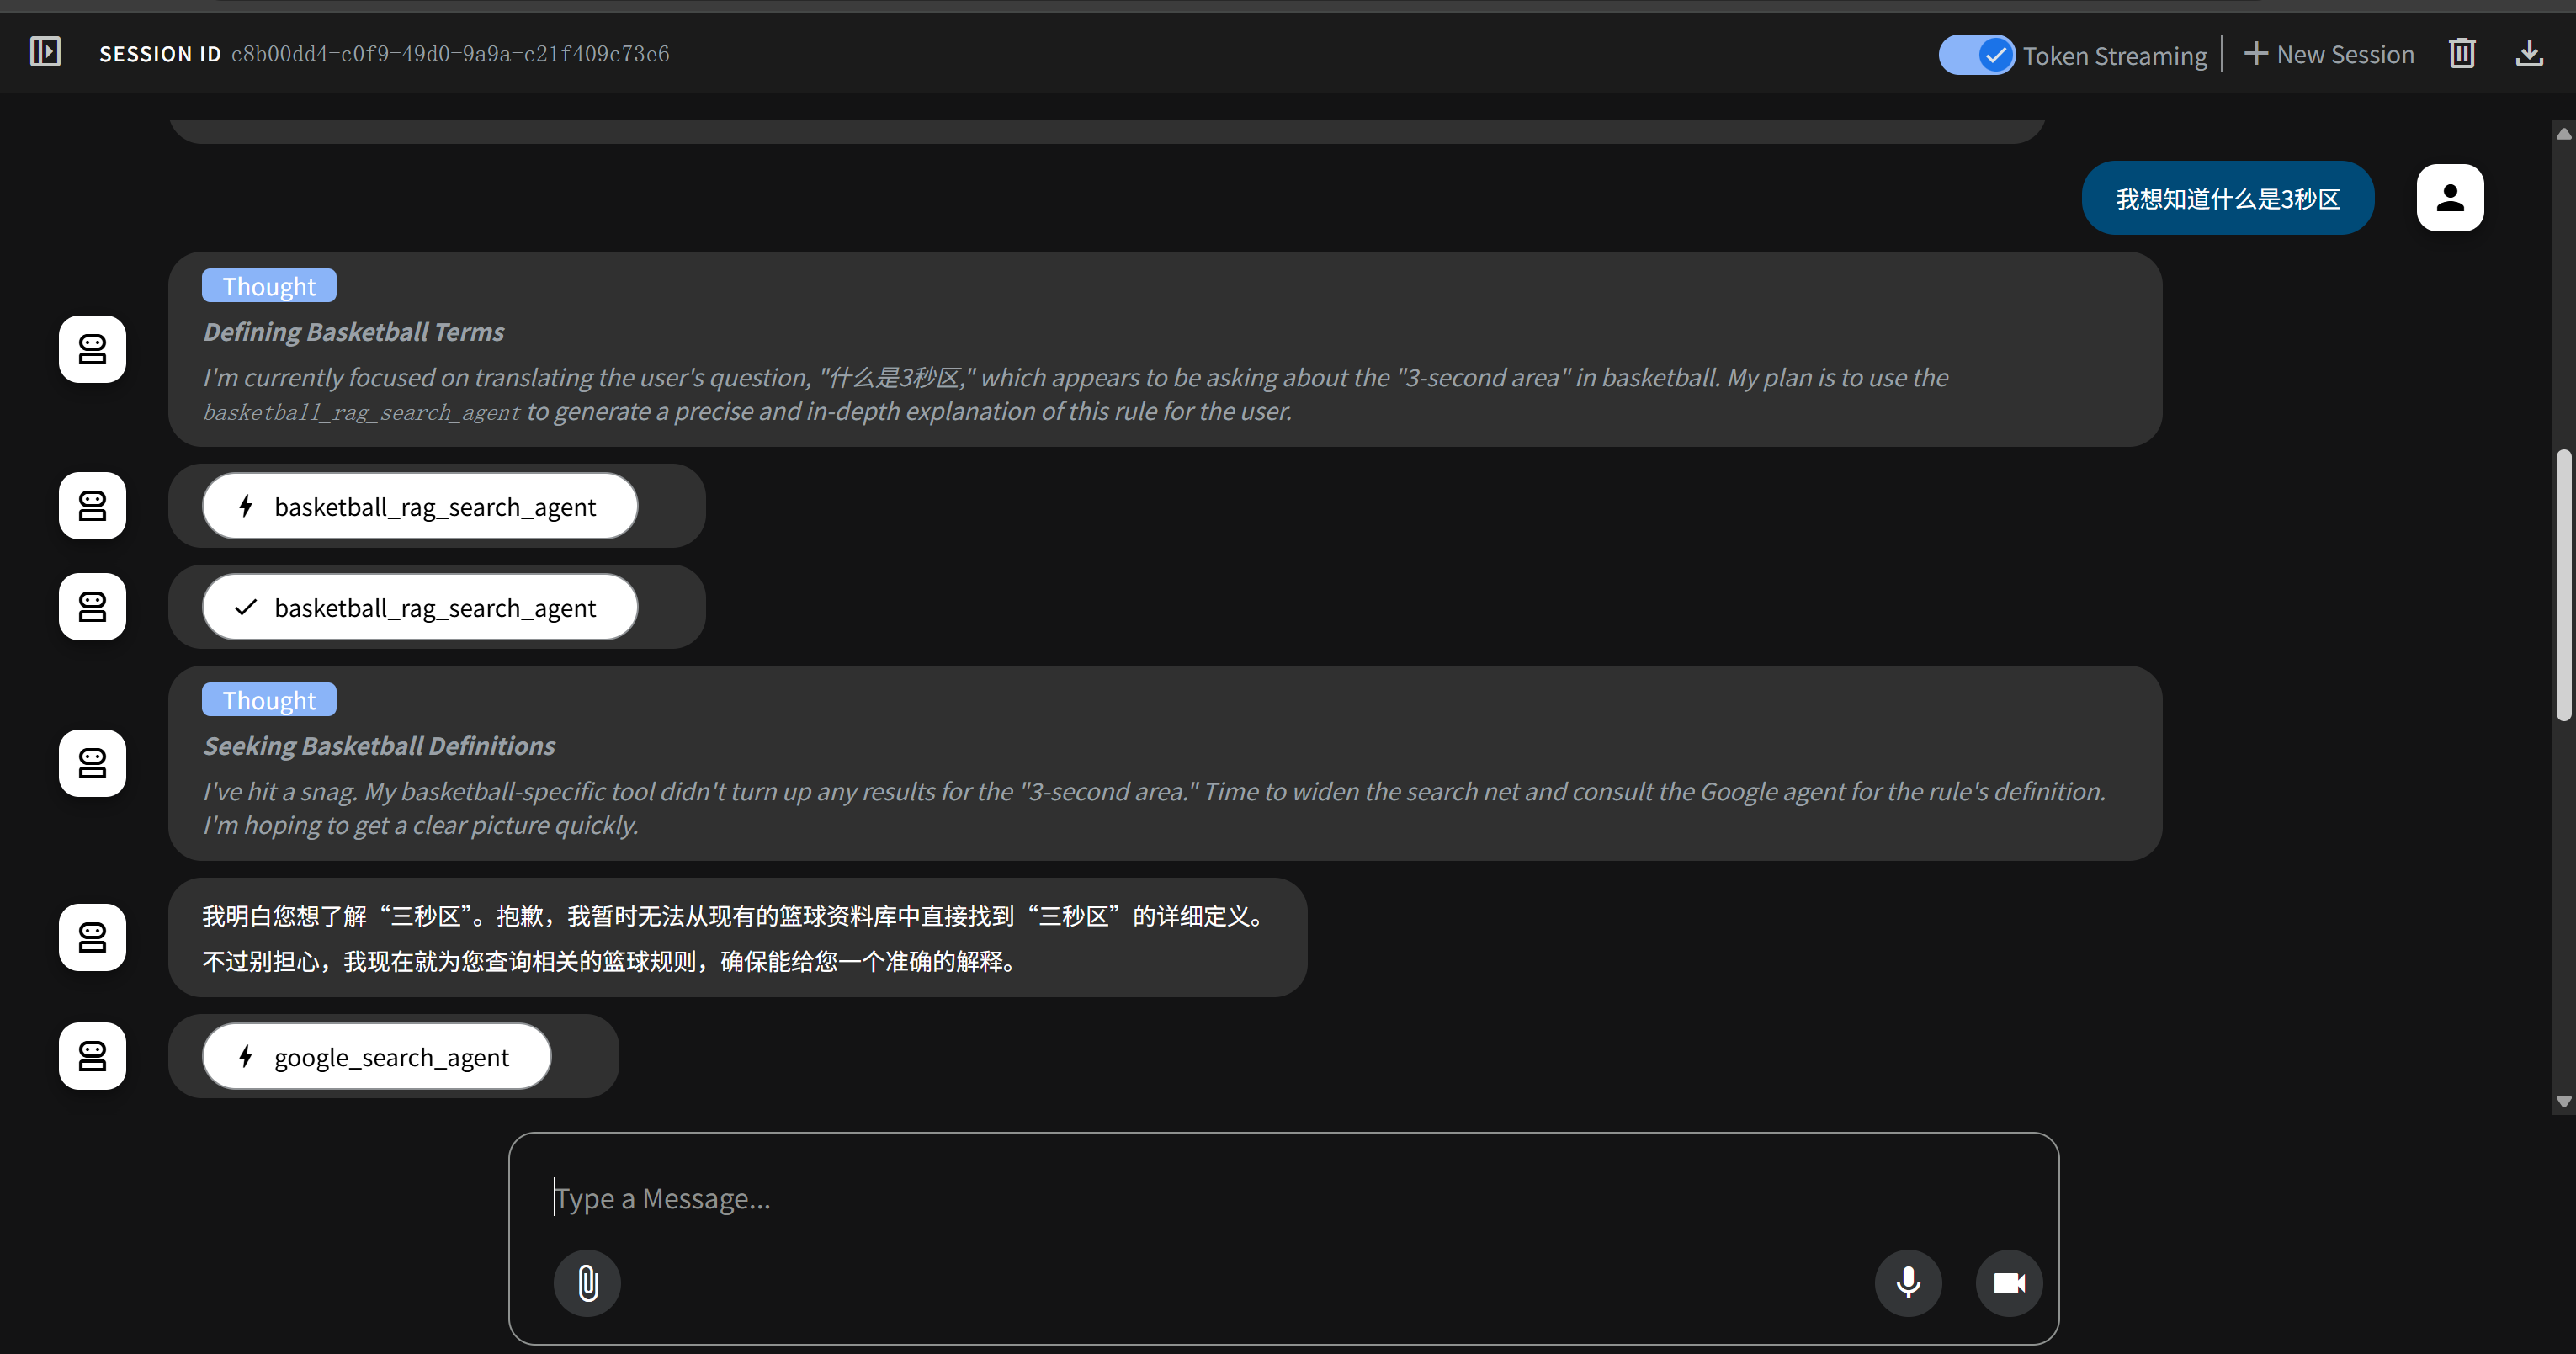 SESSION ID c8b00dd4-c0f9-49d0-9a9a-c21f409c73e6
Token Streaming
New Session
我想知道什么是3秒区
Thought
Defining Basketball Terms
I'm currently focused on translating the user's question, "什么是3秒区," which appears to be asking about the "3-second area" in basketball. My plan is to use the
basketball_rag_search_agent to generate a precise and in-depth explanation of this rule for the user.
basketball_rag_search_agent
basketball_rag_search_agent
Thought
Seeking Basketball Definitions
I've hit a snag. My basketball-specific tool didn't turn up any results for the "3-second area." Time to widen the search net and consult the Google agent for the rule's definition.
I'm hoping to get a clear picture quickly.
我明白您想了解“三秒区”。抱歉，我暂时无法从现有的篮球资料库中直接找到“三秒区”的详细定义。
不过别担心，我现在就为您查询相关的篮球规则，确保能给您一个准确的解释。
google_search_agent
Type a Message...